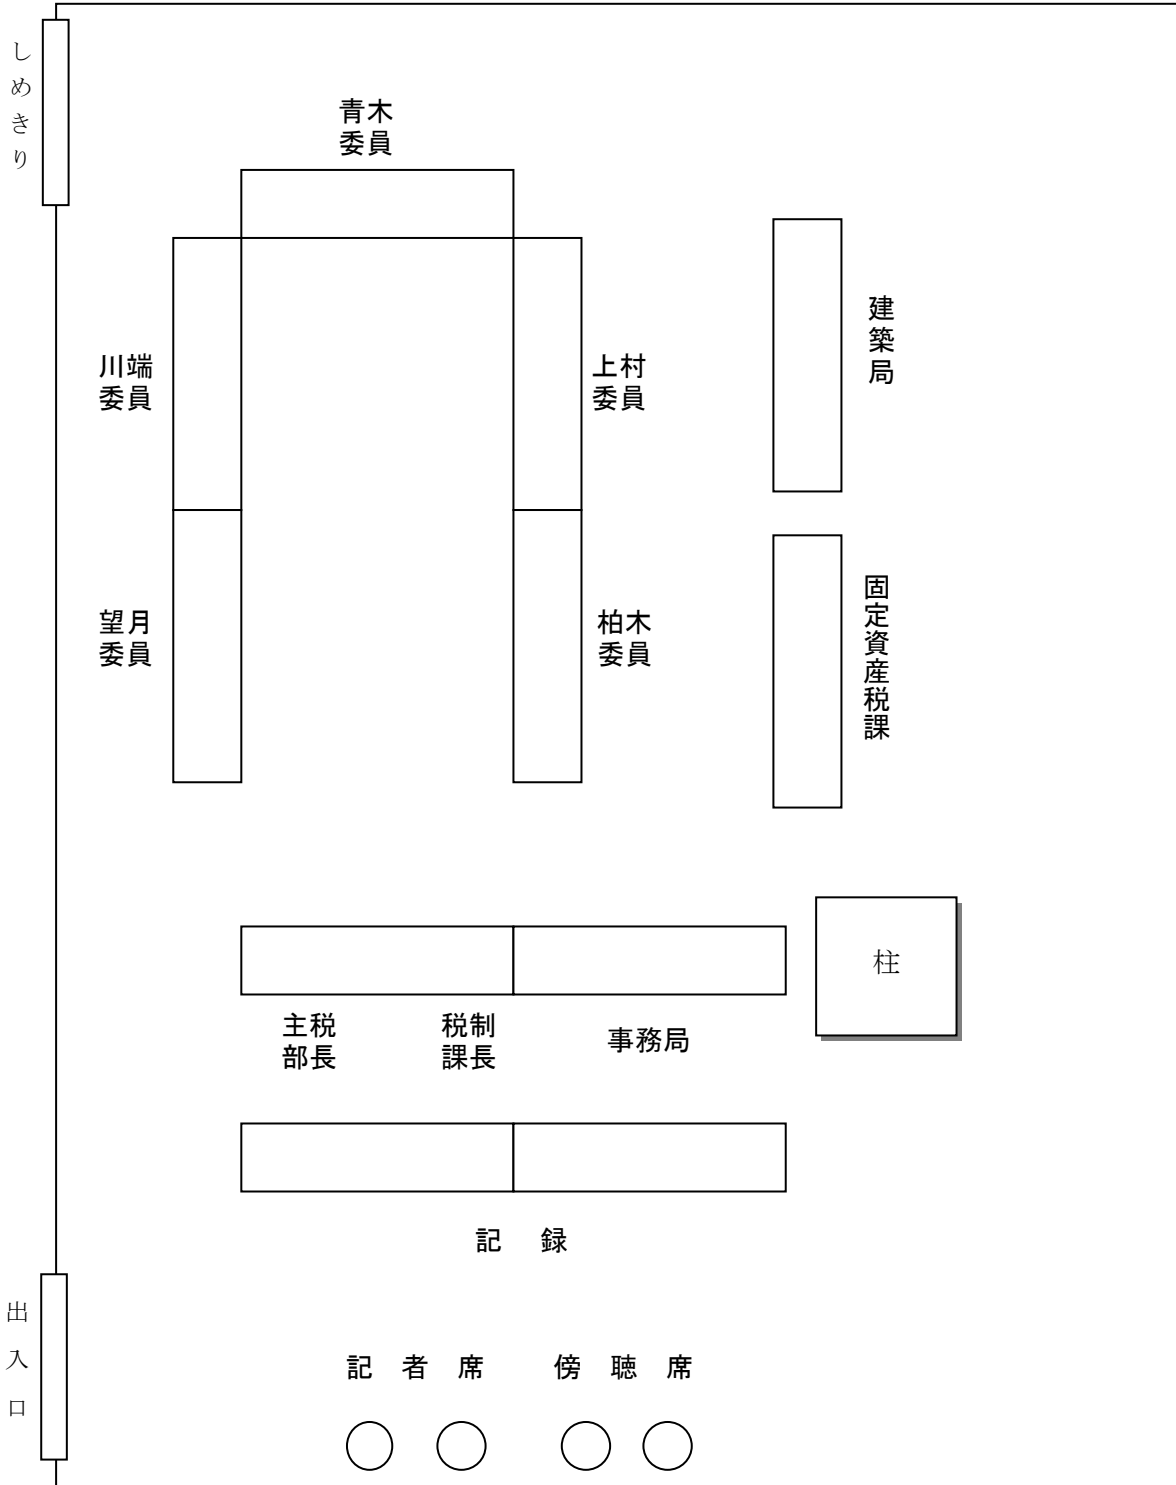 しめきり
青木
委員
川端
委員
上村
委員
建築局
望月
委員
柏木
委員
固定資産税課
柱
主税
部長
税制
課長
事務局
記 録
出入口
記 者 席
傍 聴 席